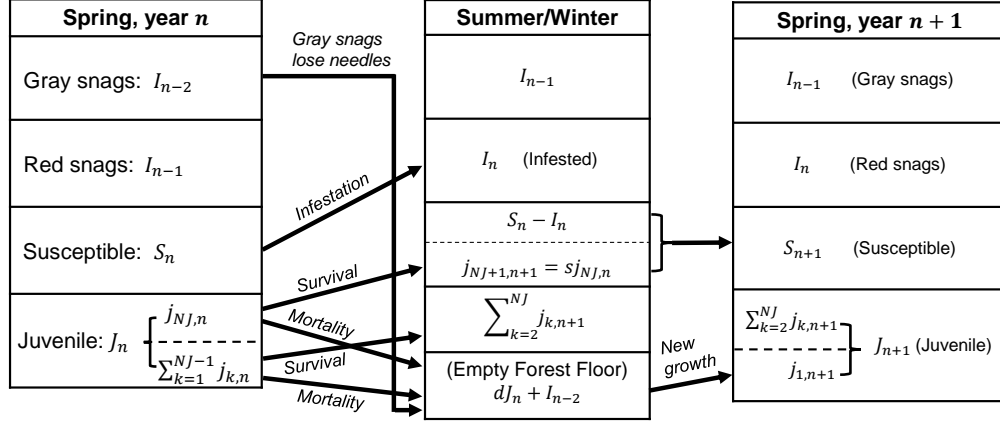 Spring, year n
Gray snags: I_{n-2}
Red snags: I_{n-1}
Susceptible: S_n
Juvenile: J_n
j_{NJ,n}
∑_{k=1}^{NJ-1} j_{k,n}
Gray snags
lose needles
Infestation
Survival
Mortality
Survival
Mortality
Summer/Winter
I_{n-1}
I_n (Infested)
S_n − I_n
j_{NJ+1,n+1} = sj_{NJ,n}
∑_{k=2}^{NJ} j_{k,n+1}
(Empty Forest Floor)
dJ_n + I_{n-2}
New
growth
Spring, year n + 1
I_{n-1} (Gray snags)
I_n (Red snags)
S_{n+1} (Susceptible)
∑_{k=2}^{NJ} j_{k,n+1}
j_{1,n+1}
J_{n+1} (Juvenile)